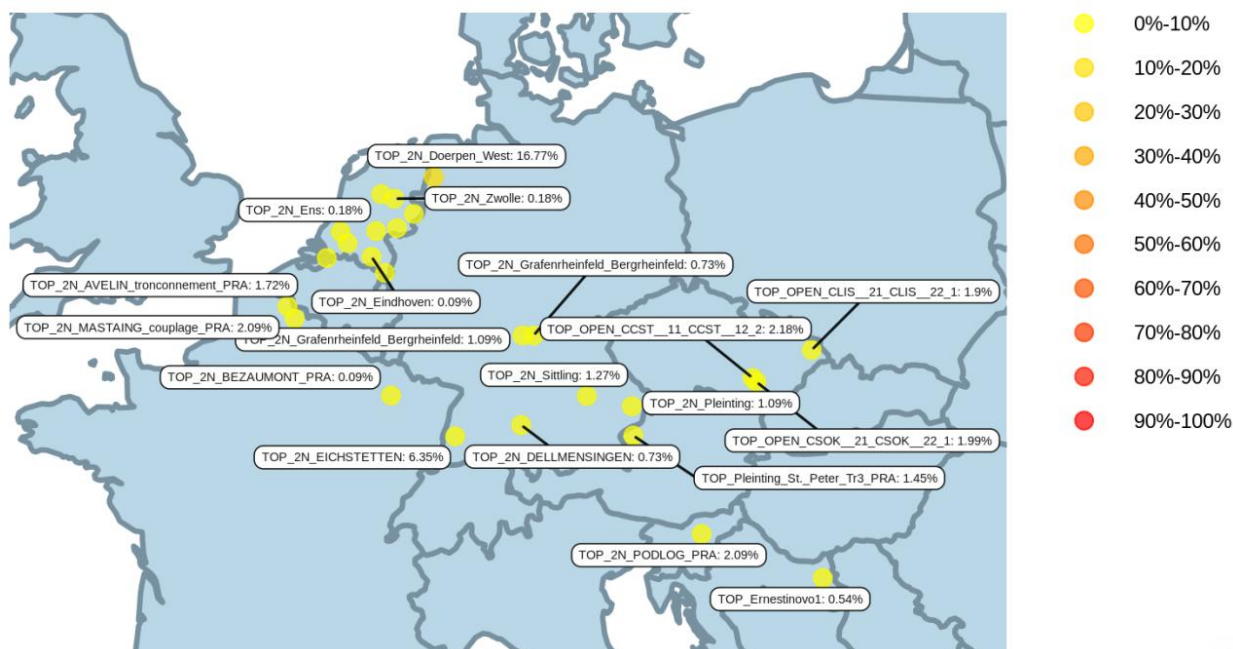 TOP_2N_Doerpen_West: 16.77%
TOP_2N_Zwolle: 0.18%
TOP_2N_Ens: 0.18%
TOP_2N_Grafenrheinfeld_Bergrheinfeld: 0.73%
TOP_2N_AVELIN_tronconnement_PRA: 1.72%
TOP_OPEN_CLIS__21_CLIS__22_1: 1.9%
TOP_2N_Eindhoven: 0.09%
TOP_2N_MASTAING_couplage_PRA: 2.09%
TOP_OPEN_CCST__11_CCST__12_2: 2.18%
TOP_2N_Grafenrheinfeld_Bergrheinfeld: 1.09%
TOP_2N_BEZAUMONT_PRA: 0.09%
TOP_2N_Sittling: 1.27%
TOP_2N_Pleinting: 1.09%
TOP_OPEN_CSOK__21_CSOK__22_1: 1.99%
TOP_2N_EICHSTETTEN: 6.35%
TOP_2N_DELLMENSINGEN: 0.73%
TOP_Pleinting_St._Peter_Tr3_PRA: 1.45%
TOP_2N_PODLOG_PRA: 2.09%
TOP_Ernestinovo1: 0.54%
0%-10%
10%-20%
20%-30%
30%-40%
40%-50%
50%-60%
60%-70%
70%-80%
80%-90%
90%-100%